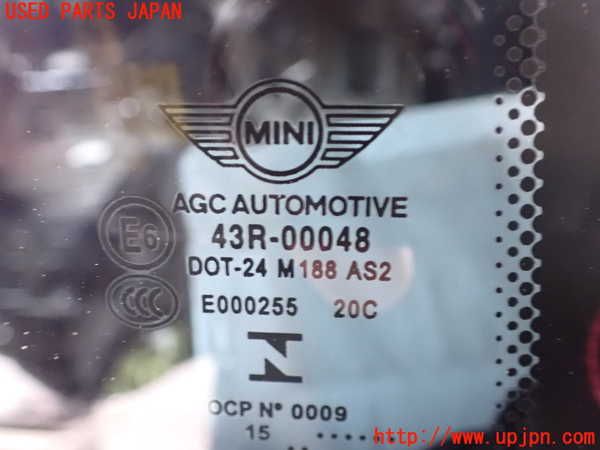 USED PARTS JAPAN
MINI
AGC AUTOMOTIVE
E6 43R-00048
DOT-24 M188 AS2
CCC E000255 20C
OCP Nº 0009
15 .. .....
http://www.upjpn.com/